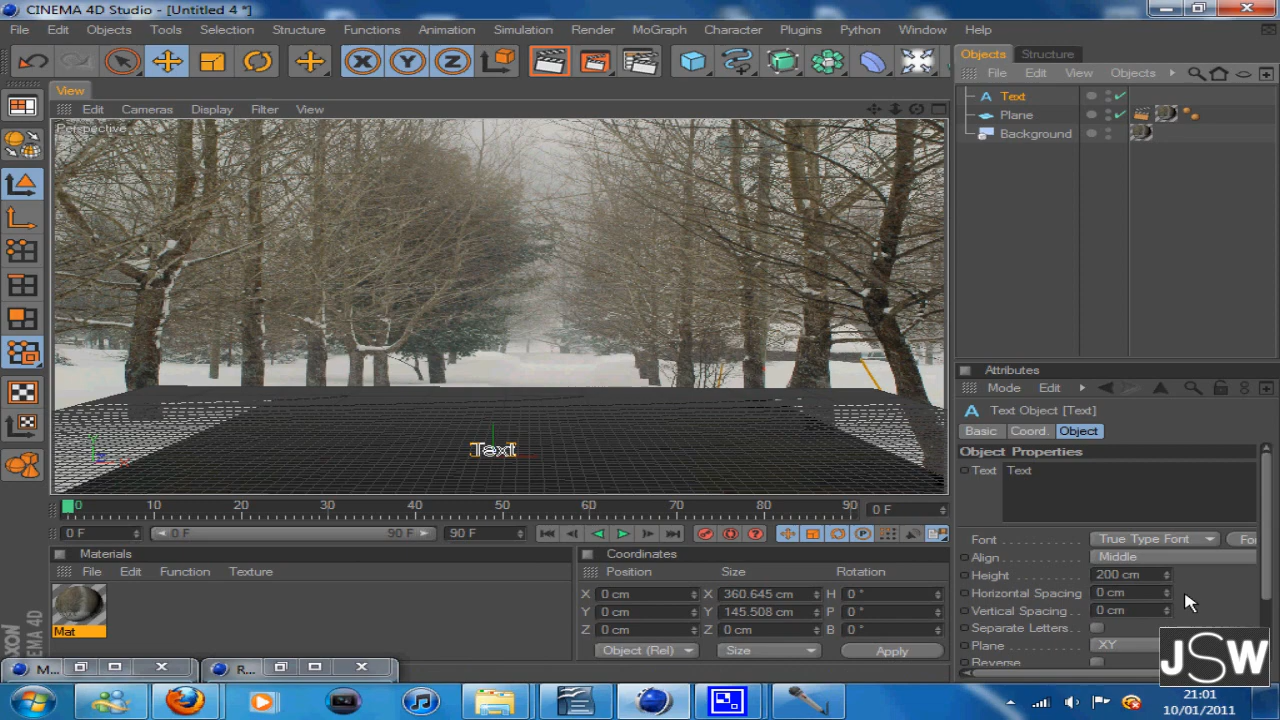 CINEMA 4D Studio - [Untitled 4 *]
File Edit Objects Tools Selection Structure Functions Animation Simulation Render MoGraph Character Plugins Python Window Help
X Y Z
Objects Structure
File Edit View Objects
View
Edit Cameras Display Filter View
Perspective
Text
Plane
Background
Text
Attributes
Mode Edit
Text Object [Text]
Basic Coord. Object
Object Properties
Text Text
Font True Type Font
Align Middle
Height 200 cm
Horizontal Spacing 0 cm
Vertical Spacing 0 cm
Separate Letters
Plane XY
Reverse
0 10 20 30 40 50 60 70 80 90 0 F
0 F 0 F 90 F 90 F
Materials
File Edit Function Texture
Mat
Coordinates
Position Size Rotation
X 0 cm X 360.645 cm H 0 °
Y 0 cm Y 145.508 cm P 0 °
Z 0 cm Z 0 cm B 0 °
Object (Rel) Size Apply
M... R...
JSW
21:01
10/01/2011